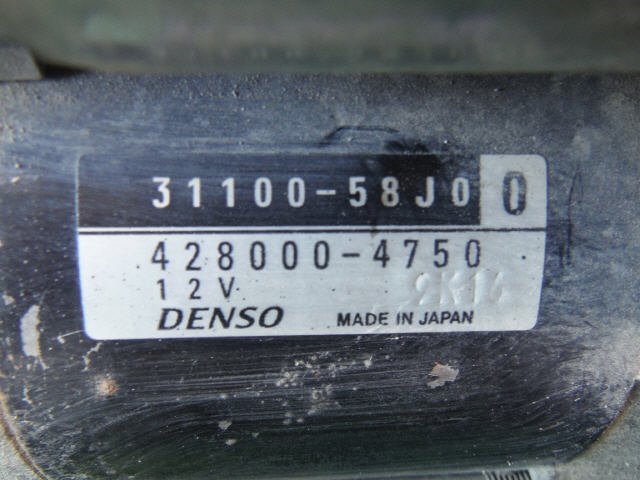 31100-58J0 0
428000-4750
12V
DENSO MADE IN JAPAN